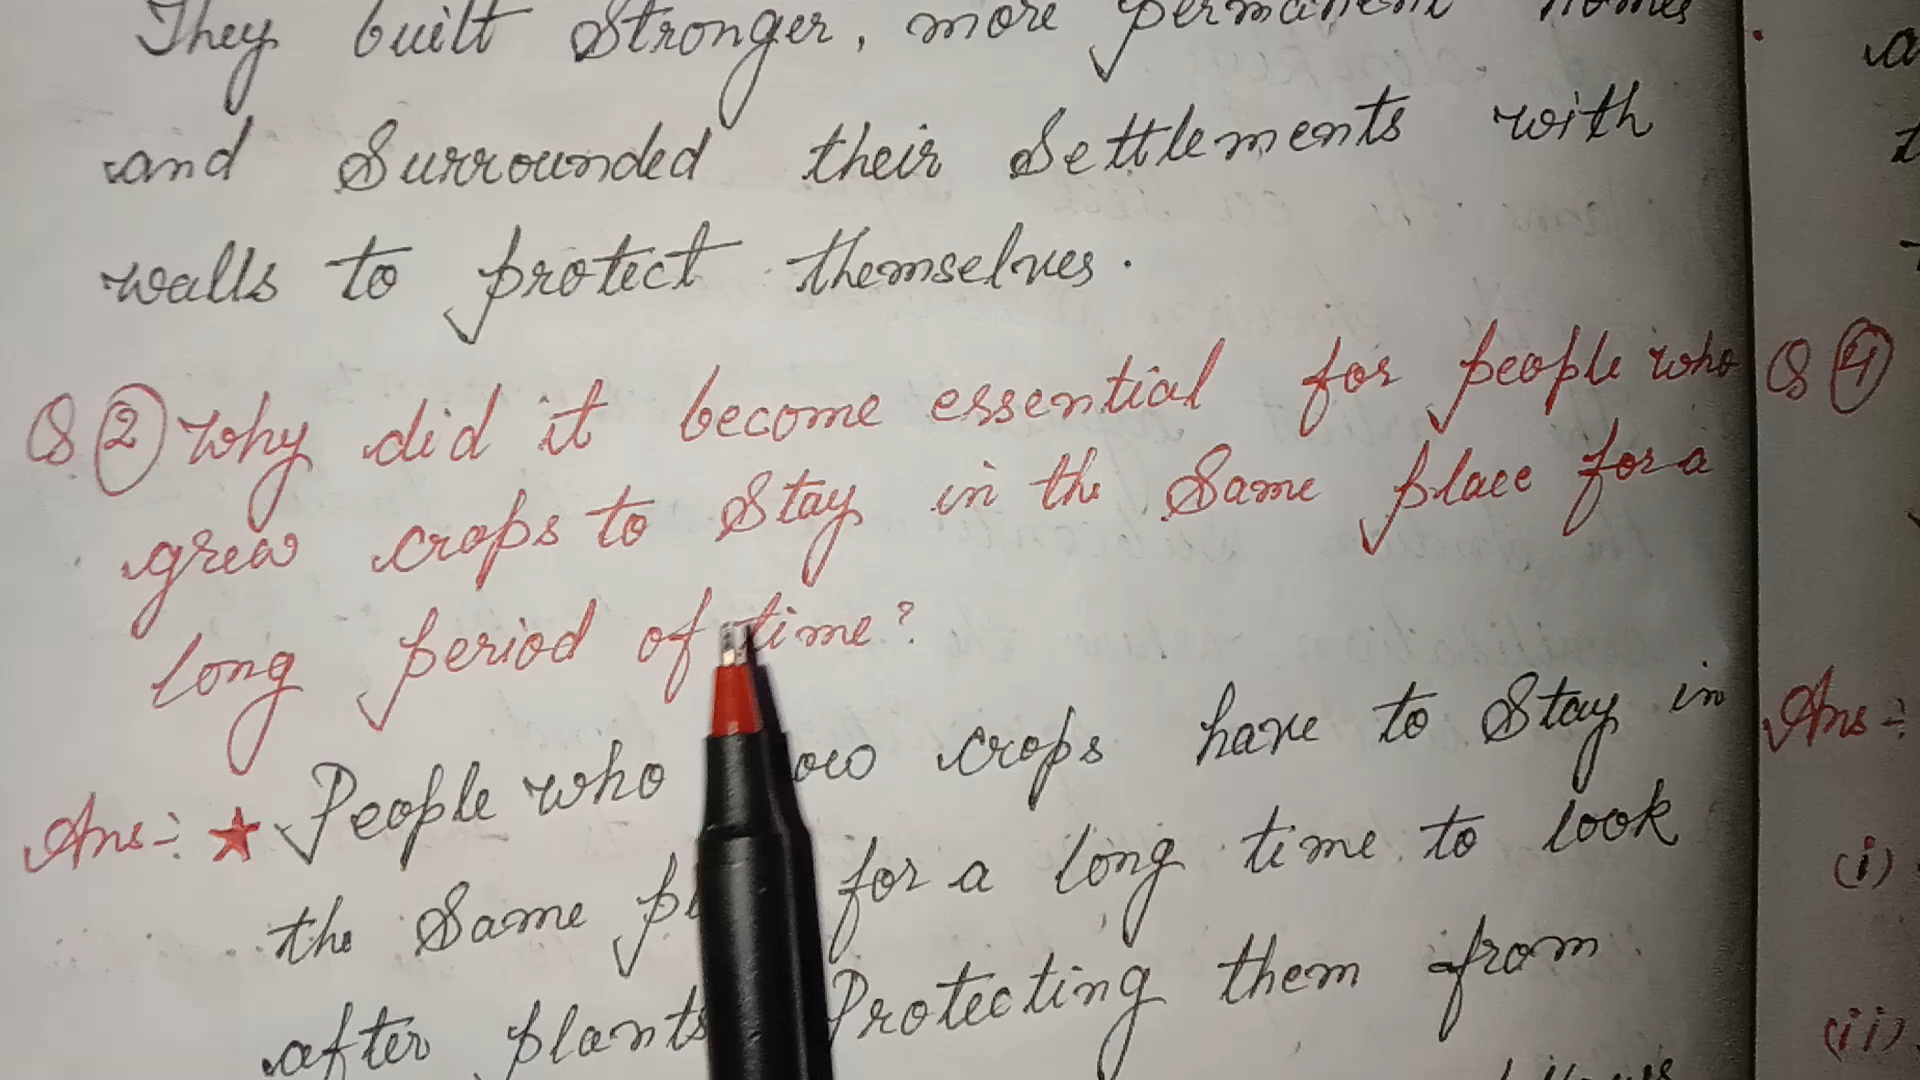 They built stronger, more permanent homes
and Surrounded their Settlements with
walls to protect themselves.
Q ② Why did it become essential for people who
grew crops to Stay in the Same place for a
long period of time?
Ans:- ★ People who crops have to Stay in
the Same for a long time to look
after plants Protecting them from
Q ④
Ans:-
(i)
(ii)